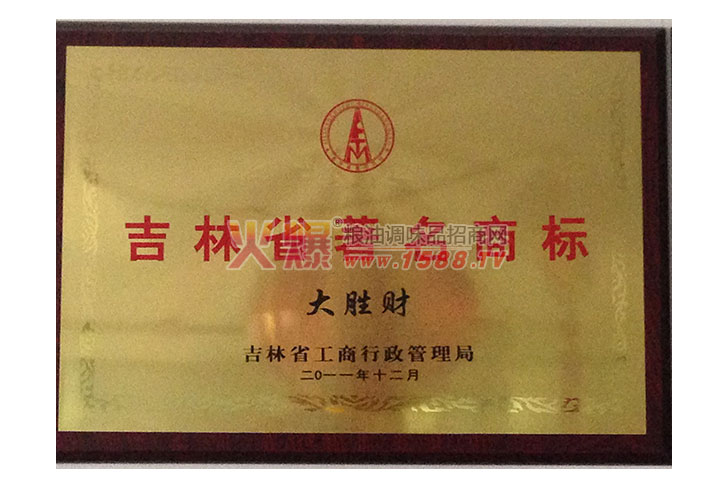 吉林省著名商标
火爆®粮油调味品招商网
www.1588.TV
大胜财
吉林省工商行政管理局
二〇一一年十二月